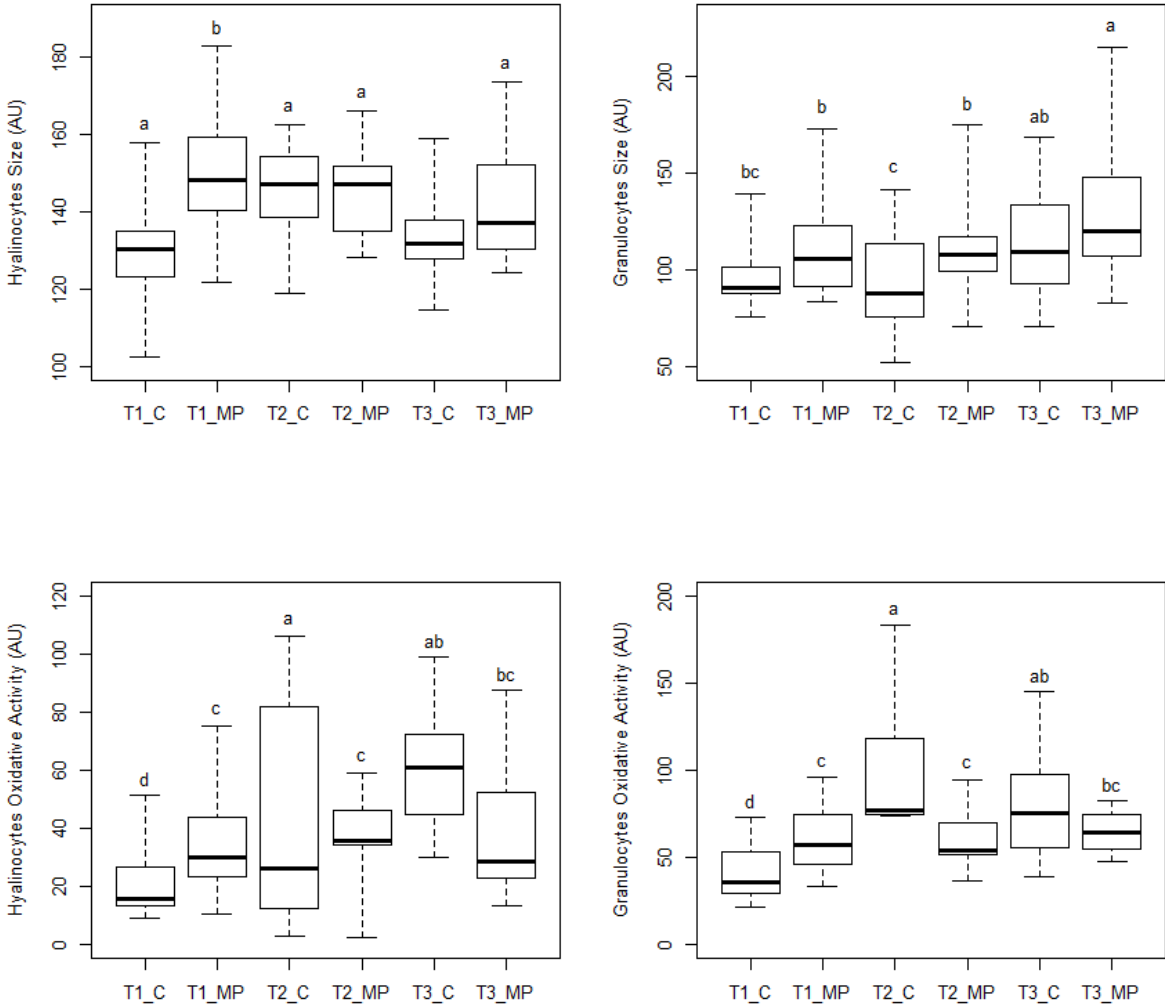 Hyalinocytes Size (AU)
180
160
140
120
100
a
b
a
a
a
T1_C T1_MP T2_C T2_MP T3_C T3_MP
Granulocytes Size (AU)
200
150
100
50
bc
b
c
b
ab
a
T1_C T1_MP T2_C T2_MP T3_C T3_MP
Hyalinocytes Oxidative Activity (AU)
120
100
80
60
40
20
0
d
c
a
c
ab
bc
T1_C T1_MP T2_C T2_MP T3_C T3_MP
Granulocytes Oxidative Activity (AU)
200
150
100
50
0
d
c
a
c
ab
bc
T1_C T1_MP T2_C T2_MP T3_C T3_MP